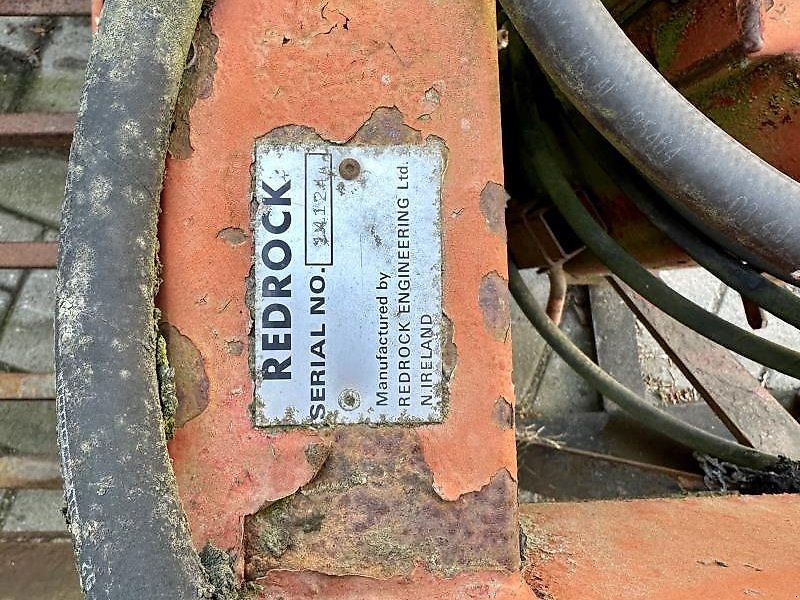 REDROCK
SERIAL NO.
Manufactured by
REDROCK ENGINEERING Ltd.
N.IRELAND